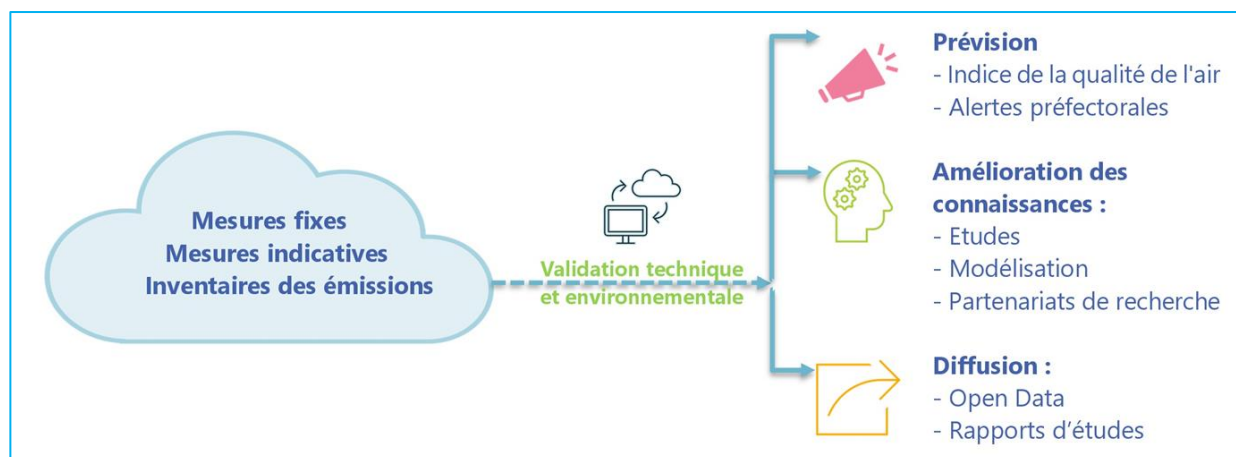 Mesures fixes
Mesures indicatives
Inventaires des émissions
Validation technique
et environnementale
Prévision
- Indice de la qualité de l'air
- Alertes préfectorales
Amélioration des
connaissances :
- Etudes
- Modélisation
- Partenariats de recherche
Diffusion :
- Open Data
- Rapports d’études